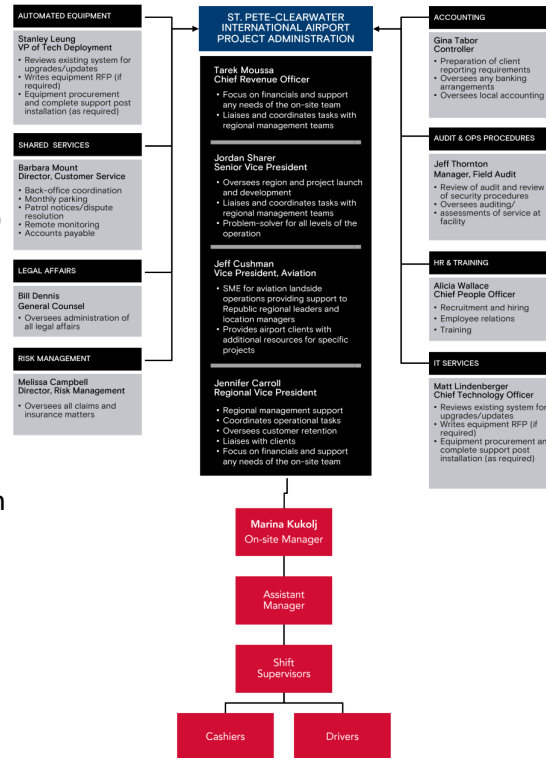 AUTOMATED EQUIPMENT
Stanley Leung
VP of Tech Deployment
• Reviews existing system for
upgrades/updates
• Writes equipment RFP (if
required)
• Equipment procurement
and complete support post
installation (as required)
SHARED SERVICES
Barbara Mount
Director, Customer Service
• Back-office coordination
• Monthly parking
• Patrol notices/dispute
resolution
• Remote monitoring
• Accounts payable
LEGAL AFFAIRS
Bill Dennis
General Counsel
• Oversees administration of
all legal affairs
RISK MANAGEMENT
Melissa Campbell
Director, Risk Management
• Oversees all claims and
insurance matters
ST. PETE-CLEARWATER
INTERNATIONAL AIRPORT
PROJECT ADMINISTRATION
Tarek Moussa
Chief Revenue Officer
• Focus on financials and support
any needs of the on-site team
• Liaises and coordinates tasks with
regional management teams
Jordan Sharer
Senior Vice President
• Oversees region and project launch
and development
• Liaises and coordinates tasks with
regional management teams
• Problem-solver for all levels of the
operation
Jeff Cushman
Vice President, Aviation
• SME for aviation landside
operations providing support to
Republic regional leaders and
location managers
• Provides airport clients with
additional resources for specific
projects
Jennifer Carroll
Regional Vice President
• Regional management support
• Coordinates operational tasks
• Oversees customer retention
• Liaises with clients
• Focus on financials and support
any needs of the on-site team
ACCOUNTING
Gina Tabor
Controller
• Preparation of client
reporting requirements
• Oversees any banking
arrangements
• Oversees local accounting
AUDIT & OPS PROCEDURES
Jeff Thornton
Manager, Field Audit
• Review of audit and review
of security procedures
• Oversees auditing/
• assessments of service at
facility
HR & TRAINING
Alicia Wallace
Chief People Officer
• Recruitment and hiring
• Employee relations
• Training
IT SERVICES
Matt Lindenberger
Chief Technology Officer
• Reviews existing system for
upgrades/updates
• Writes equipment RFP (if
required)
• Equipment procurement an
complete support post
installation (as required)
Marina Kukolj
On-site Manager
Assistant
Manager
Shift
Supervisors
Cashiers
Drivers